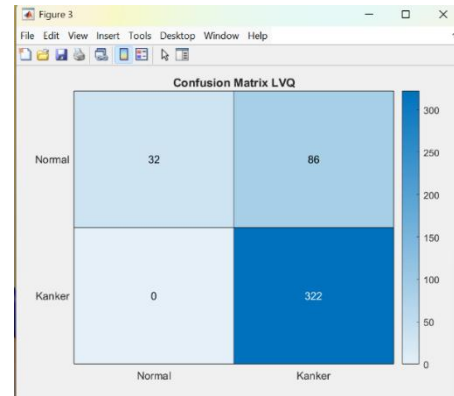 Figure 3
File Edit View Insert Tools Desktop Window Help
Confusion Matrix LVQ
Normal 32 86
Kanker 0 322
Normal Kanker
300
250
200
150
100
50
0